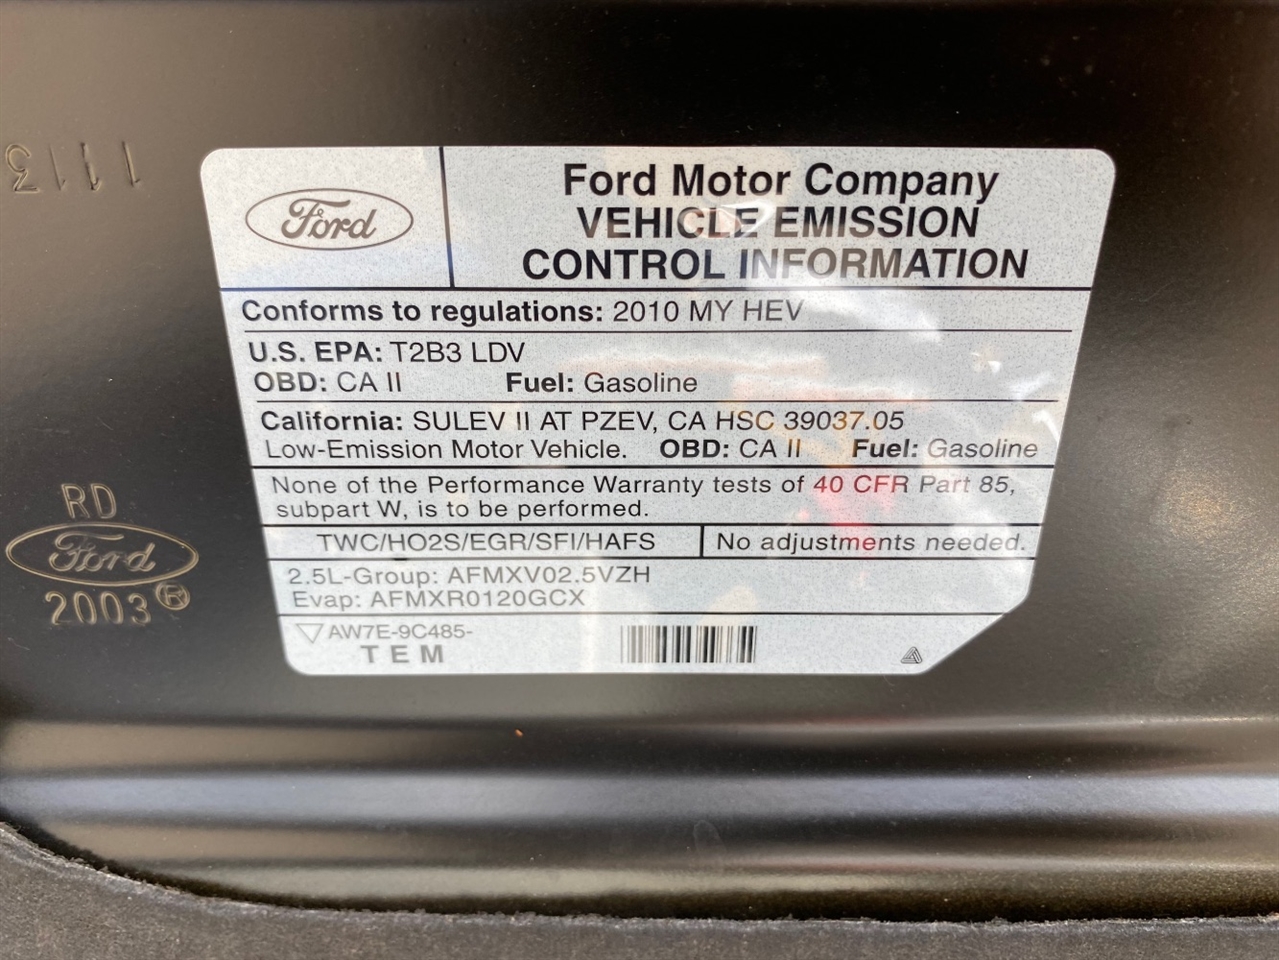 1113
Ford
Ford Motor Company
VEHICLE EMISSION
CONTROL INFORMATION
Conforms to regulations: 2010 MY HEV
U.S. EPA: T2B3 LDV
OBD: CA II Fuel: Gasoline
California: SULEV II AT PZEV, CA HSC 39037.05
Low-Emission Motor Vehicle. OBD: CA II Fuel: Gasoline
None of the Performance Warranty tests of 40 CFR Part 85,
subpart W, is to be performed.
TWC/HO2S/EGR/SFI/HAFS No adjustments needed.
2.5L-Group: AFMXV02.5VZH
Evap: AFMXR0120GCX
AW7E-9C485-
TEM
RD
Ford
2003®